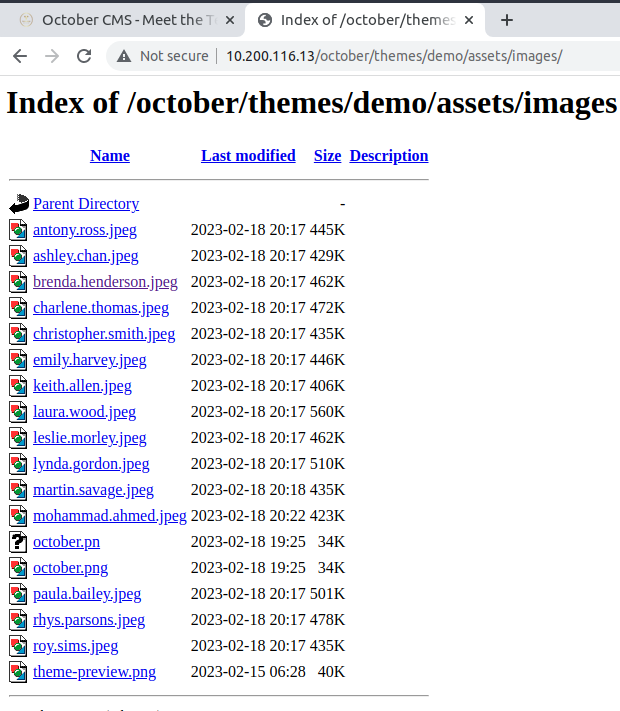 October CMS - Meet the T
Index of /october/themes
Not secure | 10.200.116.13/october/themes/demo/assets/images/
Index of /october/themes/demo/assets/images
Name Last modified Size Description
Parent Directory -
antony.ross.jpeg 2023-02-18 20:17 445K
ashley.chan.jpeg 2023-02-18 20:17 429K
brenda.henderson.jpeg 2023-02-18 20:17 462K
charlene.thomas.jpeg 2023-02-18 20:17 472K
christopher.smith.jpeg 2023-02-18 20:17 435K
emily.harvey.jpeg 2023-02-18 20:17 446K
keith.allen.jpeg 2023-02-18 20:17 406K
laura.wood.jpeg 2023-02-18 20:17 560K
leslie.morley.jpeg 2023-02-18 20:17 462K
lynda.gordon.jpeg 2023-02-18 20:17 510K
martin.savage.jpeg 2023-02-18 20:18 435K
mohammad.ahmed.jpeg 2023-02-18 20:22 423K
october.pn 2023-02-18 19:25 34K
october.png 2023-02-18 19:25 34K
paula.bailey.jpeg 2023-02-18 20:17 501K
rhys.parsons.jpeg 2023-02-18 20:17 478K
roy.sims.jpeg 2023-02-18 20:17 435K
theme-preview.png 2023-02-15 06:28 40K